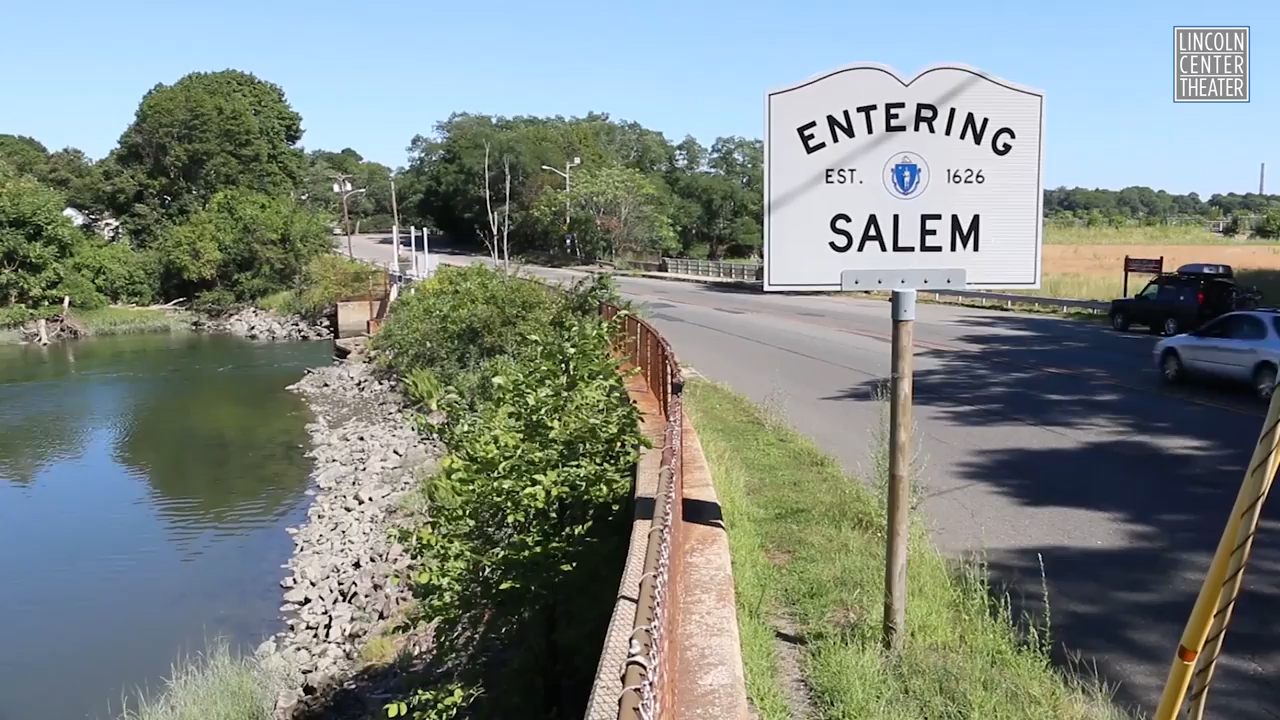 LINCOLN
CENTER
THEATER
ENTERING
EST. 1626
SALEM